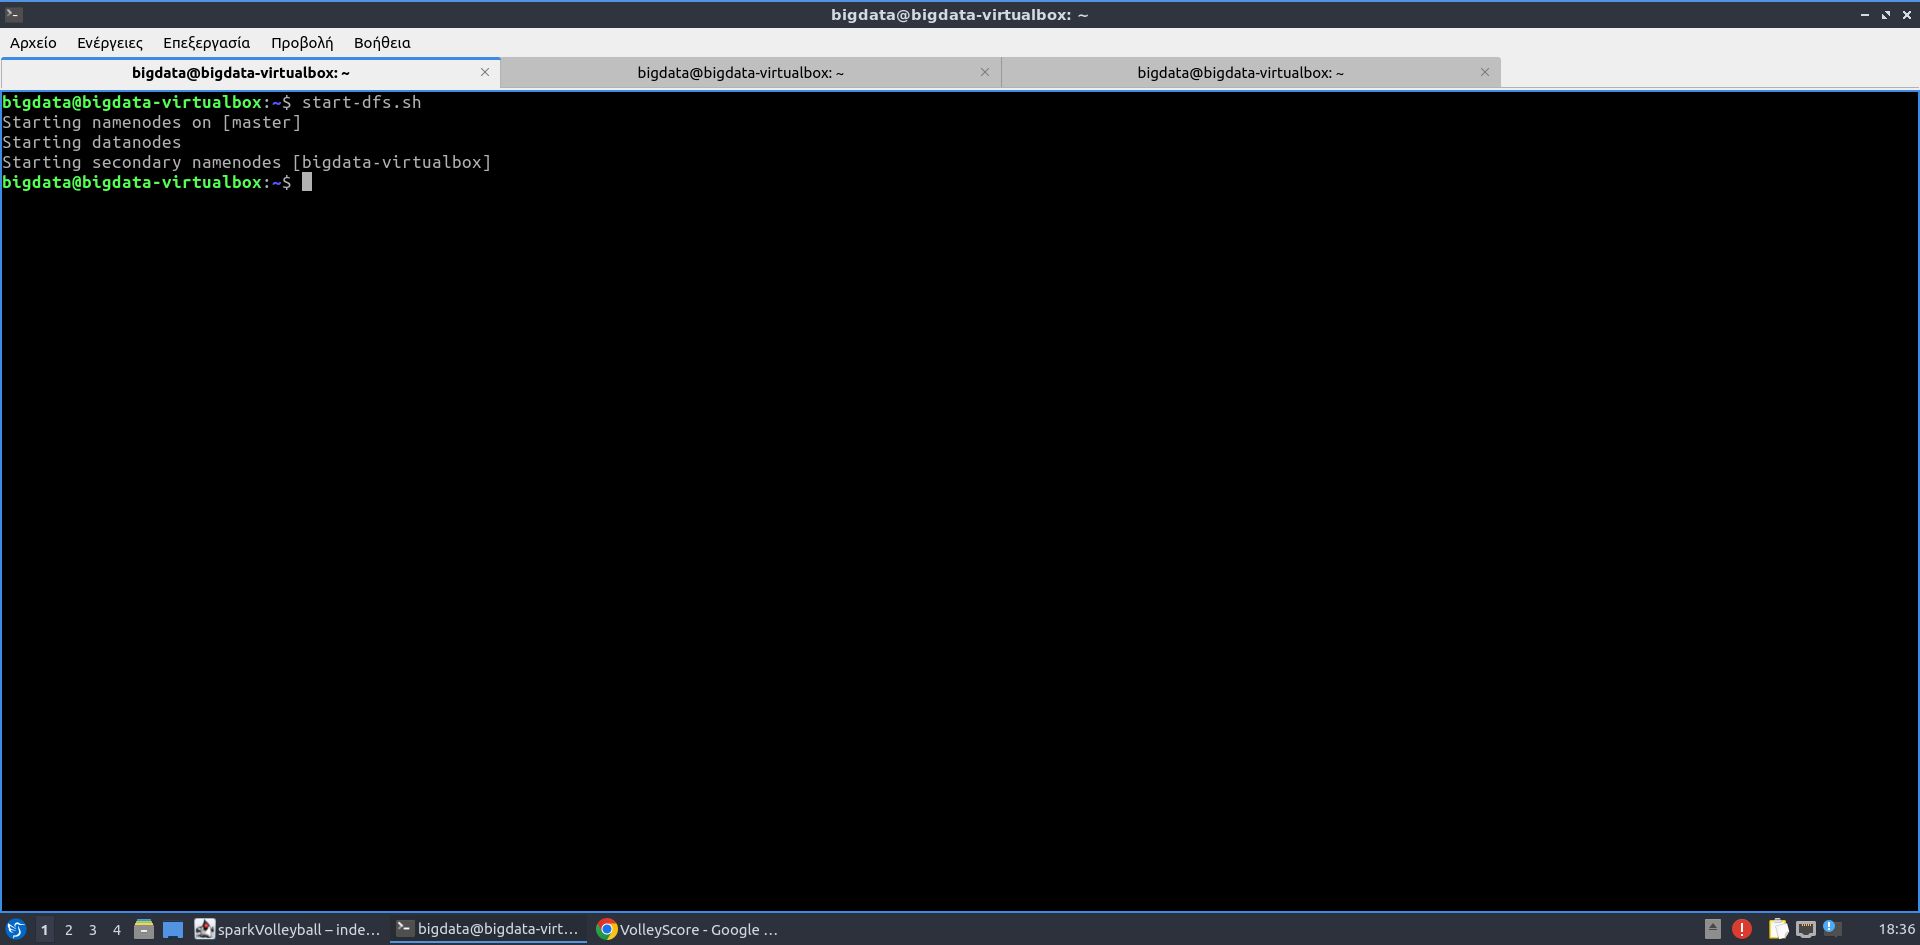 bigdata@bigdata-virtualbox: ~
Αρχείο Ενέργειες Επεξεργασία Προβολή Βοήθεια
bigdata@bigdata-virtualbox: ~ bigdata@bigdata-virtualbox: ~ bigdata@bigdata-virtualbox: ~
bigdata@bigdata-virtualbox:~$ start-dfs.sh
Starting namenodes on [master]
Starting datanodes
Starting secondary namenodes [bigdata-virtualbox]
bigdata@bigdata-virtualbox:~$
1 2 3 4 sparkVolleyball – inde... bigdata@bigdata-virt... VolleyScore - Google ... 18:36